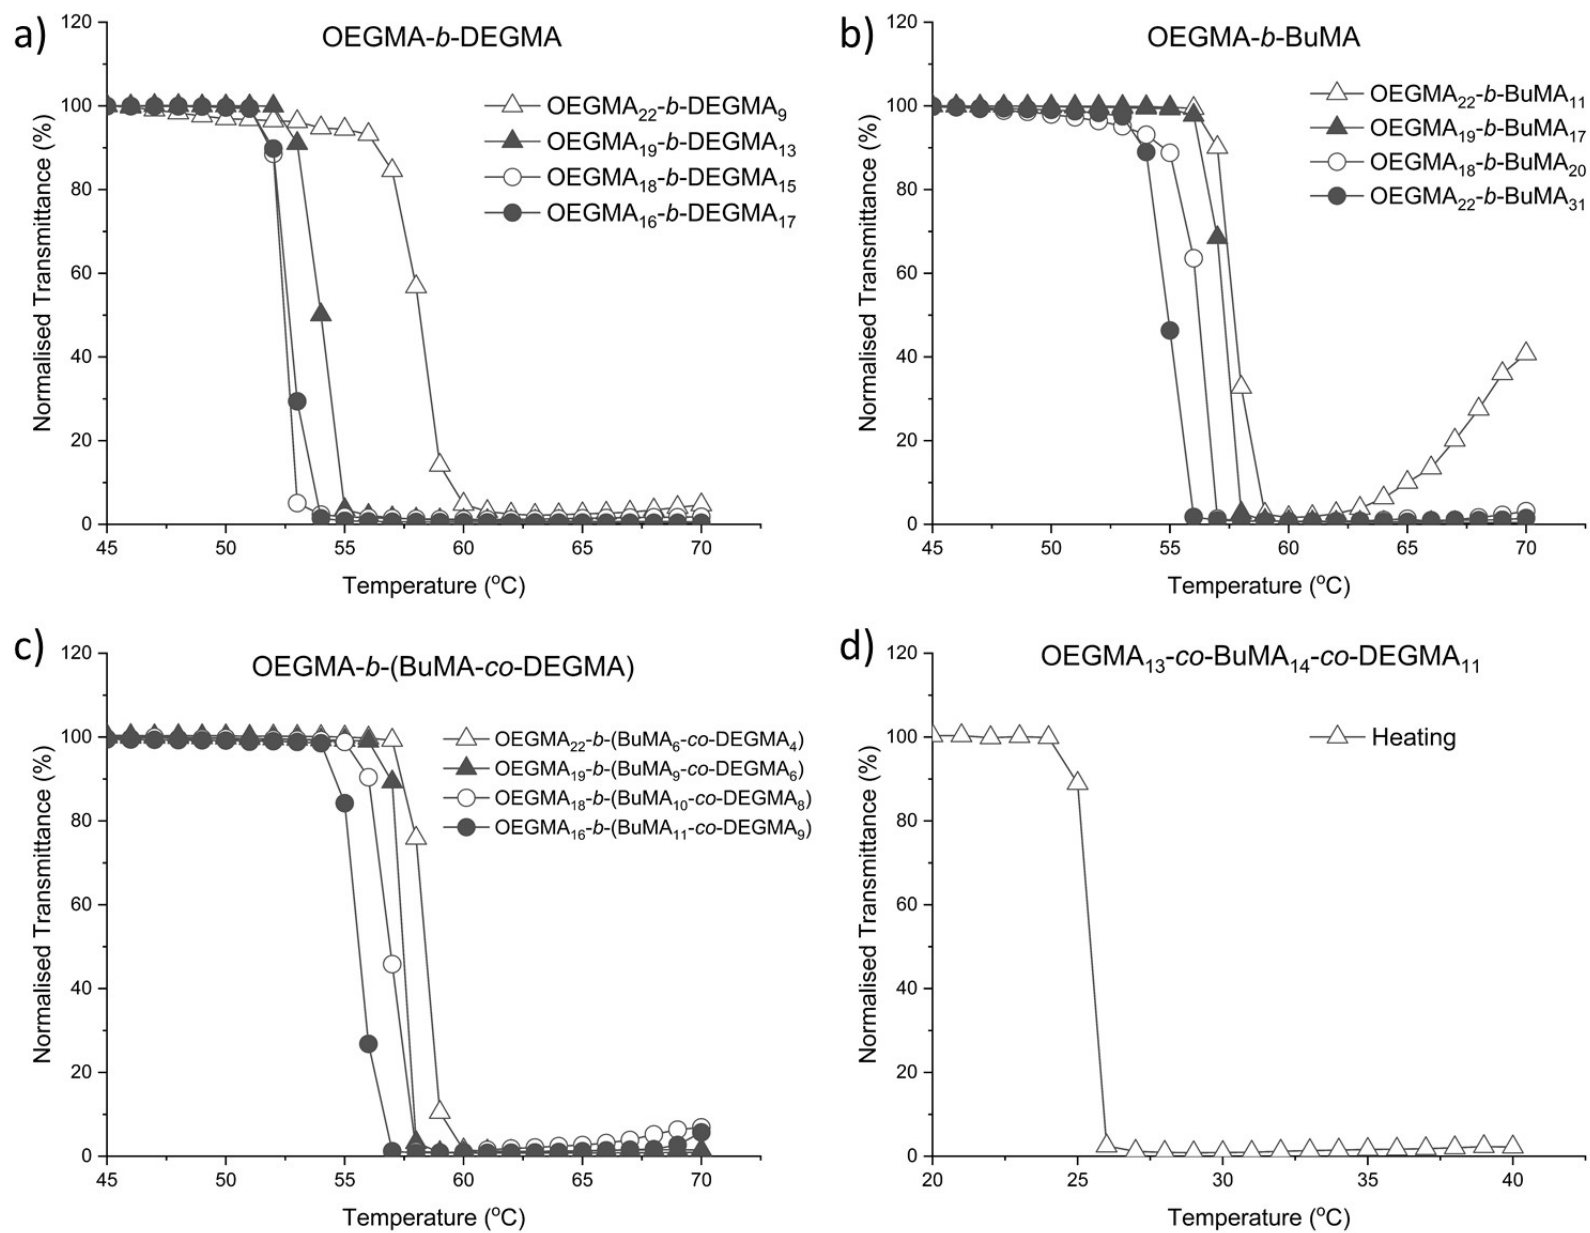 a)
OEGMA-b-DEGMA
OEGMA22-b-DEGMA9
OEGMA19-b-DEGMA13
OEGMA18-b-DEGMA15
OEGMA16-b-DEGMA17
Normalised Transmittance (%)
120
100
80
60
40
20
0
45 50 55 60 65 70
Temperature (oC)
b)
OEGMA-b-BuMA
OEGMA22-b-BuMA11
OEGMA19-b-BuMA17
OEGMA18-b-BuMA20
OEGMA22-b-BuMA31
Normalised Transmittance (%)
120
100
80
60
40
20
0
45 50 55 60 65 70
Temperature (oC)
c)
OEGMA-b-(BuMA-co-DEGMA)
OEGMA22-b-(BuMA6-co-DEGMA4)
OEGMA19-b-(BuMA9-co-DEGMA6)
OEGMA18-b-(BuMA10-co-DEGMA8)
OEGMA16-b-(BuMA11-co-DEGMA9)
Normalised Transmittance (%)
120
100
80
60
40
20
0
45 50 55 60 65 70
Temperature (oC)
d)
OEGMA13-co-BuMA14-co-DEGMA11
Heating
Normalised Transmittance (%)
120
100
80
60
40
20
0
20 25 30 35 40
Temperature (oC)